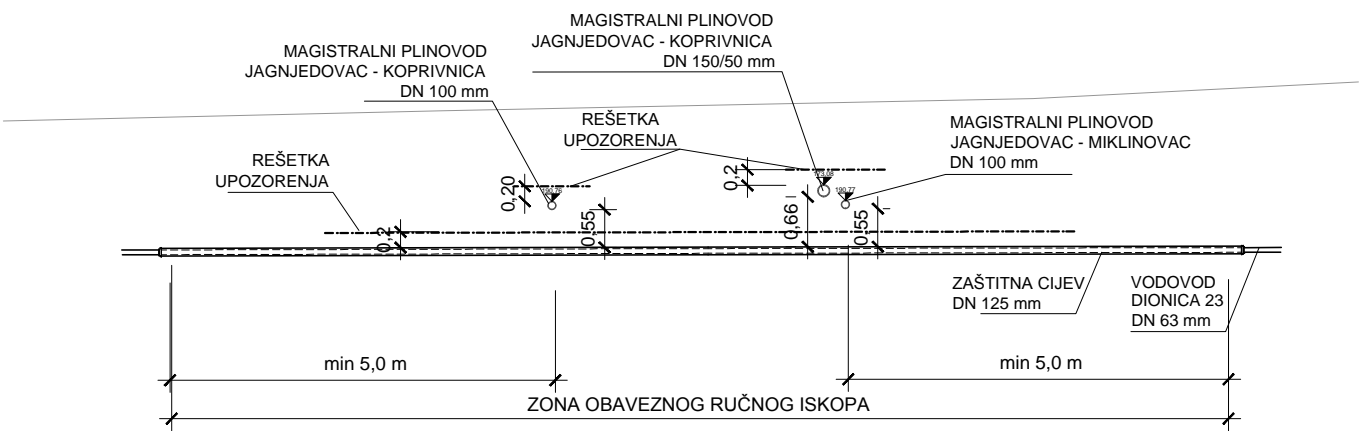 MAGISTRALNI PLINOVOD
JAGNJEDOVAC - KOPRIVNICA
DN 150/50 mm
MAGISTRALNI PLINOVOD
JAGNJEDOVAC - KOPRIVNICA
DN 100 mm
REŠETKA
UPOZORENJA
MAGISTRALNI PLINOVOD
JAGNJEDOVAC - MIKLINOVAC
DN 100 mm
REŠETKA
UPOZORENJA
0,20
0,2
190,77
0,2
0,55
0,66
0,55
ZAŠTITNA CIJEV
DN 125 mm
VODOVOD
DIONICA 23
DN 63 mm
min 5,0 m
min 5,0 m
ZONA OBAVEZNOG RUČNOG ISKOPA